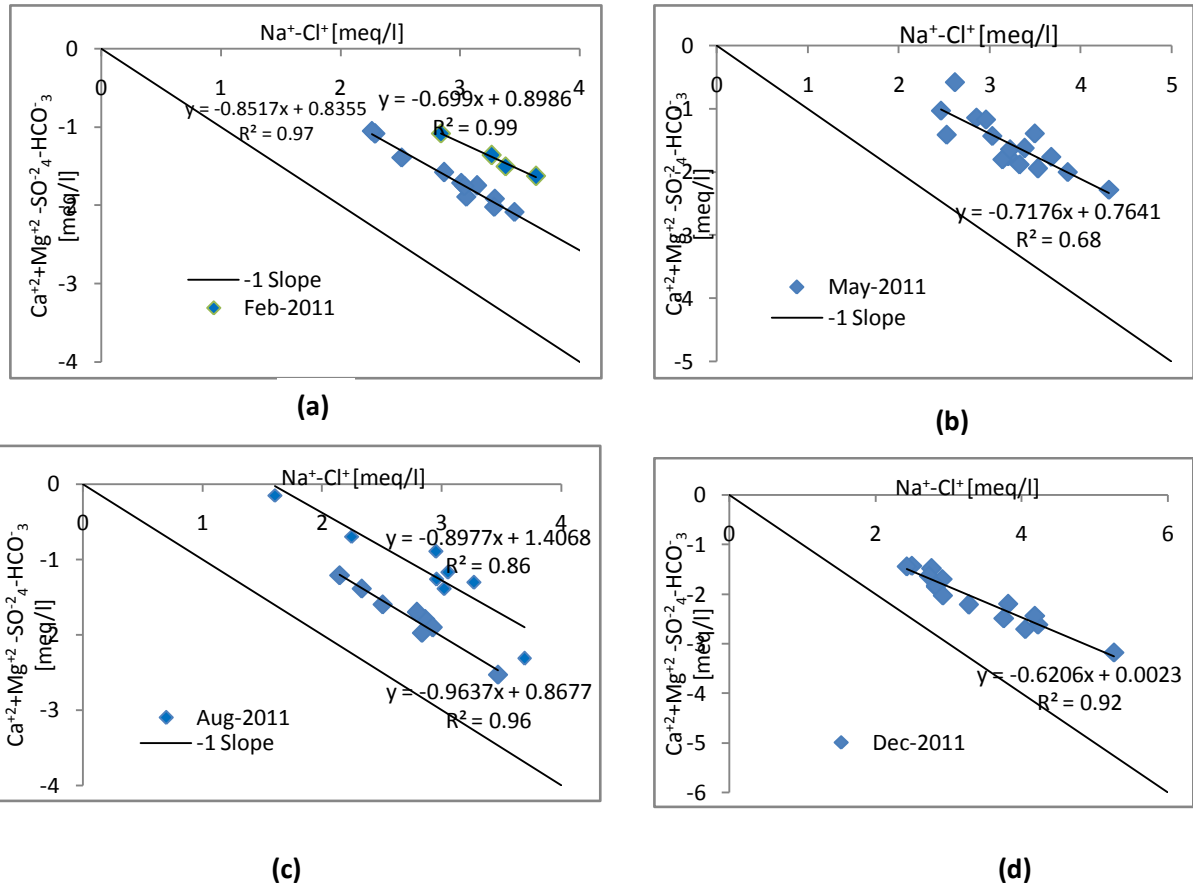 Na⁺-Cl⁺ [meq/l]
0
0 1 2 3 4
y = -0.8517x + 0.8355
R² = 0.97
y = -0.699x + 0.8986
R² = 0.99
-1
-2
-3
-4
Ca⁺²+Mg⁺² -SO⁻²₄-HCO⁻₃
[meq/l]
-1 Slope
Feb-2011
(a)
Na⁺-Cl⁺ [meq/l]
0
0 1 2 3 4 5
-1
-2
-3
-4
-5
Ca⁺²+Mg⁺² -SO⁻²₄-HCO⁻₃
[meq/l]
y = -0.7176x + 0.7641
R² = 0.68
May-2011
-1 Slope
(b)
Na⁺-Cl⁺ [meq/l]
0
0 1 2 3 4
-1
-2
-3
-4
Ca⁺²+Mg⁺² -SO⁻²₄-HCO⁻₃
[meq/l]
y = -0.8977x + 1.4068
R² = 0.86
y = -0.9637x + 0.8677
R² = 0.96
Aug-2011
-1 Slope
(c)
Na⁺-Cl⁺ [meq/l]
0
0 2 4 6
-1
-2
-3
-4
-5
-6
Ca⁺²+Mg⁺² -SO⁻²₄-HCO⁻₃
[meq/l]
y = -0.6206x + 0.0023
R² = 0.92
Dec-2011
(d)